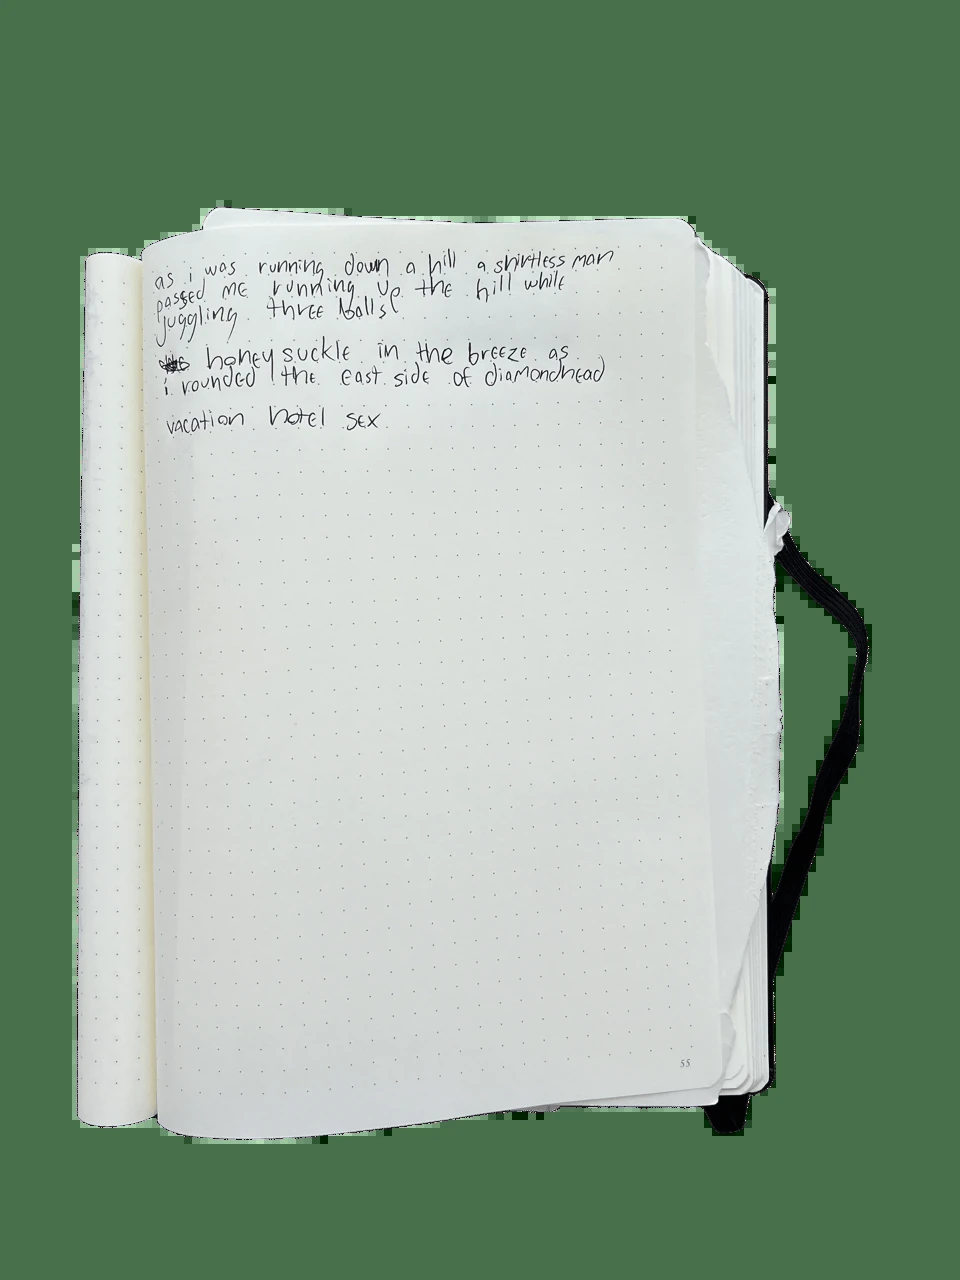 as i was running down a hill a shirtless man
passed me running up the hill while
juggling three balls
honeysuckle in the breeze as
i rounded the east side of diamondhead
vacation hotel sex
55